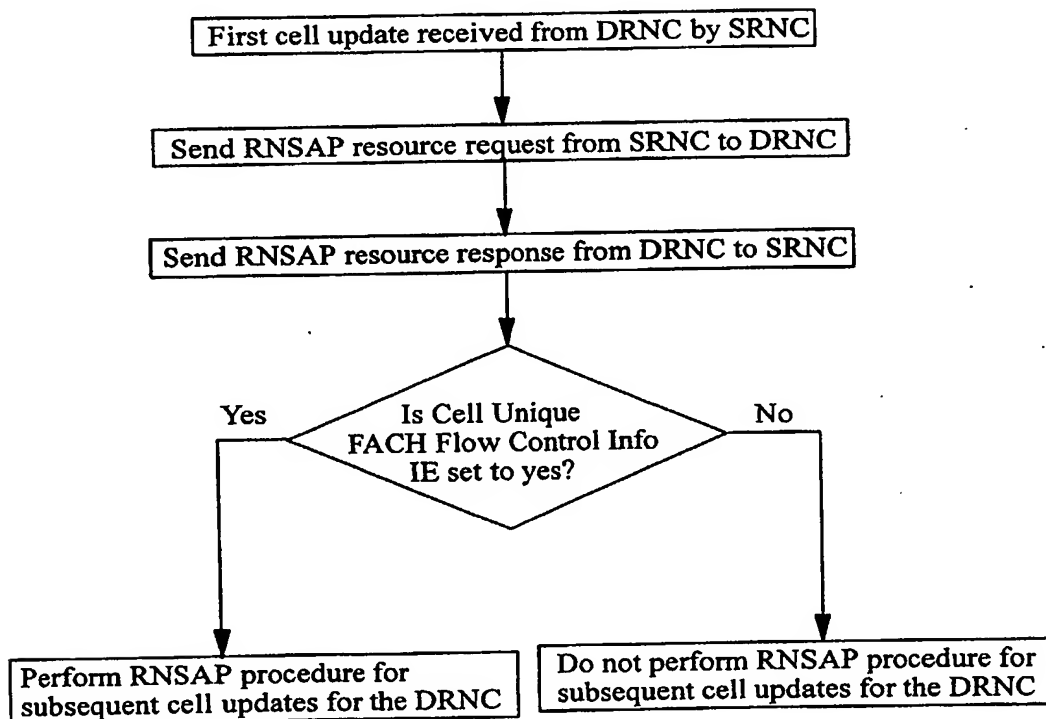 First cell update received from DRNC by SRNC
Send RNSAP resource request from SRNC to DRNC
Send RNSAP resource response from DRNC to SRNC
Yes
Is Cell Unique
FACH Flow Control Info
IE set to yes?
No
Perform RNSAP procedure for
subsequent cell updates for the DRNC
Do not perform RNSAP procedure for
subsequent cell updates for the DRNC